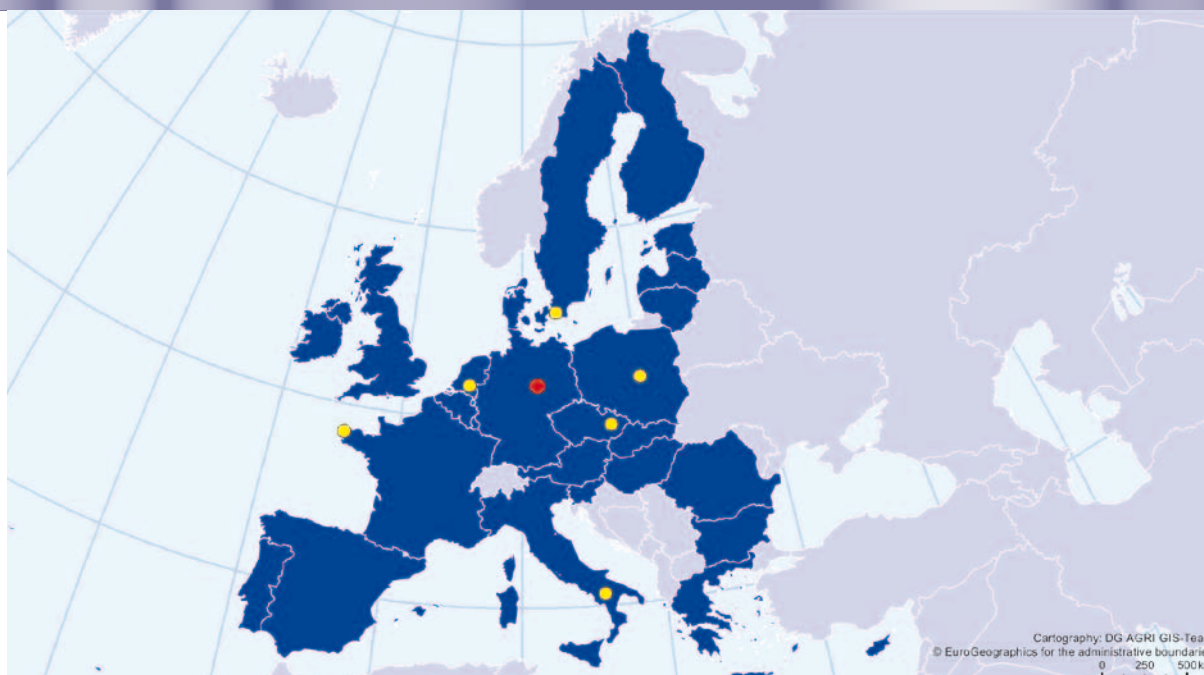 Cartography: DG AGRI GIS-Tea
© EuroGeographics for the administrative boundarie
0 250 500k